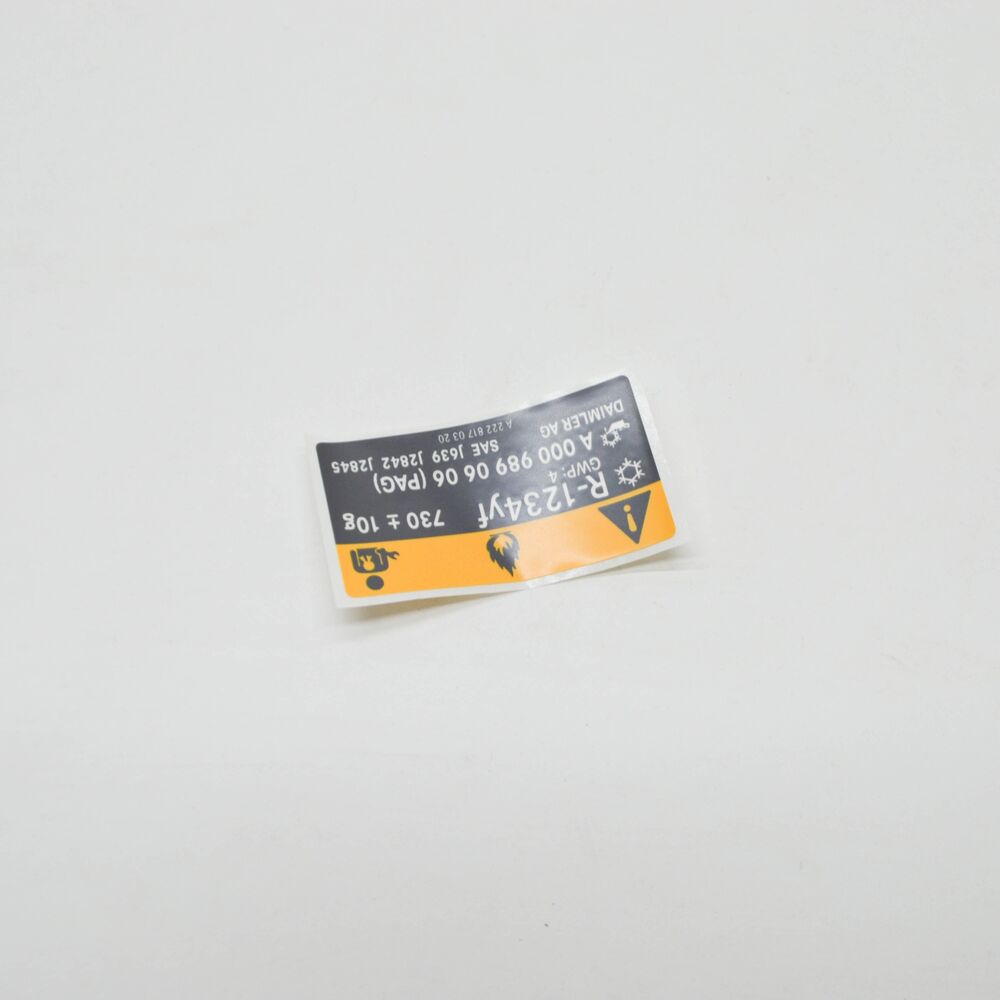 R-1234yf 730 ± 10g
GWP: 4
A 000 989 06 06 (PAG)
SAE J639 J2842 J2845
DAIMLER AG A 222 817 03 20